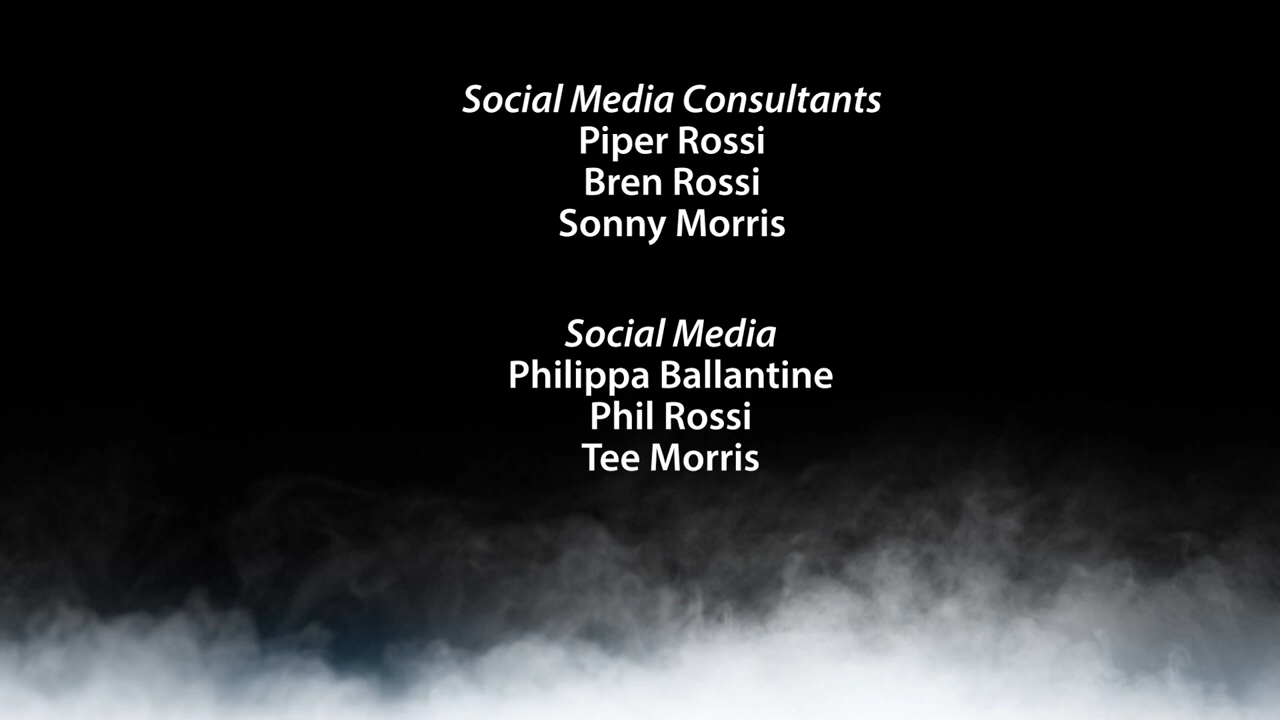 Social Media Consultants
Piper Rossi
Bren Rossi
Sonny Morris
Social Media
Philippa Ballantine
Phil Rossi
Tee Morris